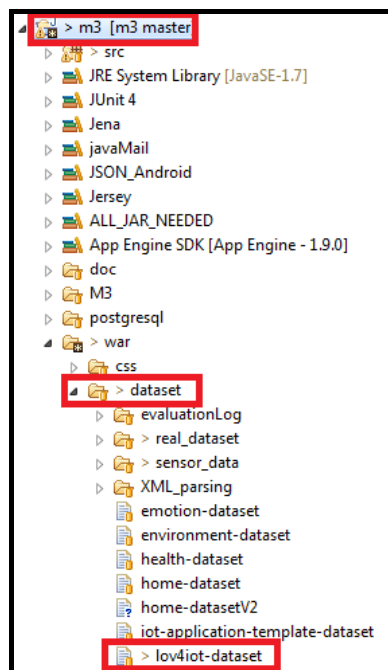 > m3 [m3 master
> src
JRE System Library [JavaSE-1.7]
JUnit 4
Jena
javaMail
JSON_Android
Jersey
ALL_JAR_NEEDED
App Engine SDK [App Engine - 1.9.0]
doc
M3
postgresql
> war
css
> dataset
evaluationLog
> real_dataset
> sensor_data
XML_parsing
emotion-dataset
environment-dataset
health-dataset
home-dataset
home-datasetV2
iot-application-template-dataset
> lov4iot-dataset